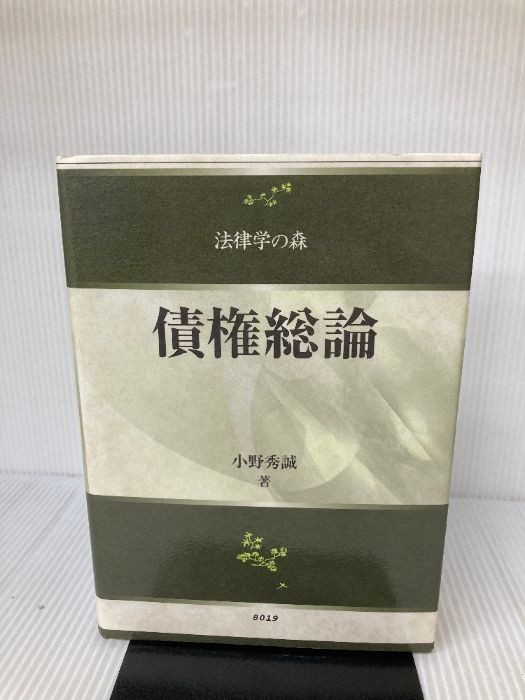 法律学の森
債権総論
小野秀誠
著
8019